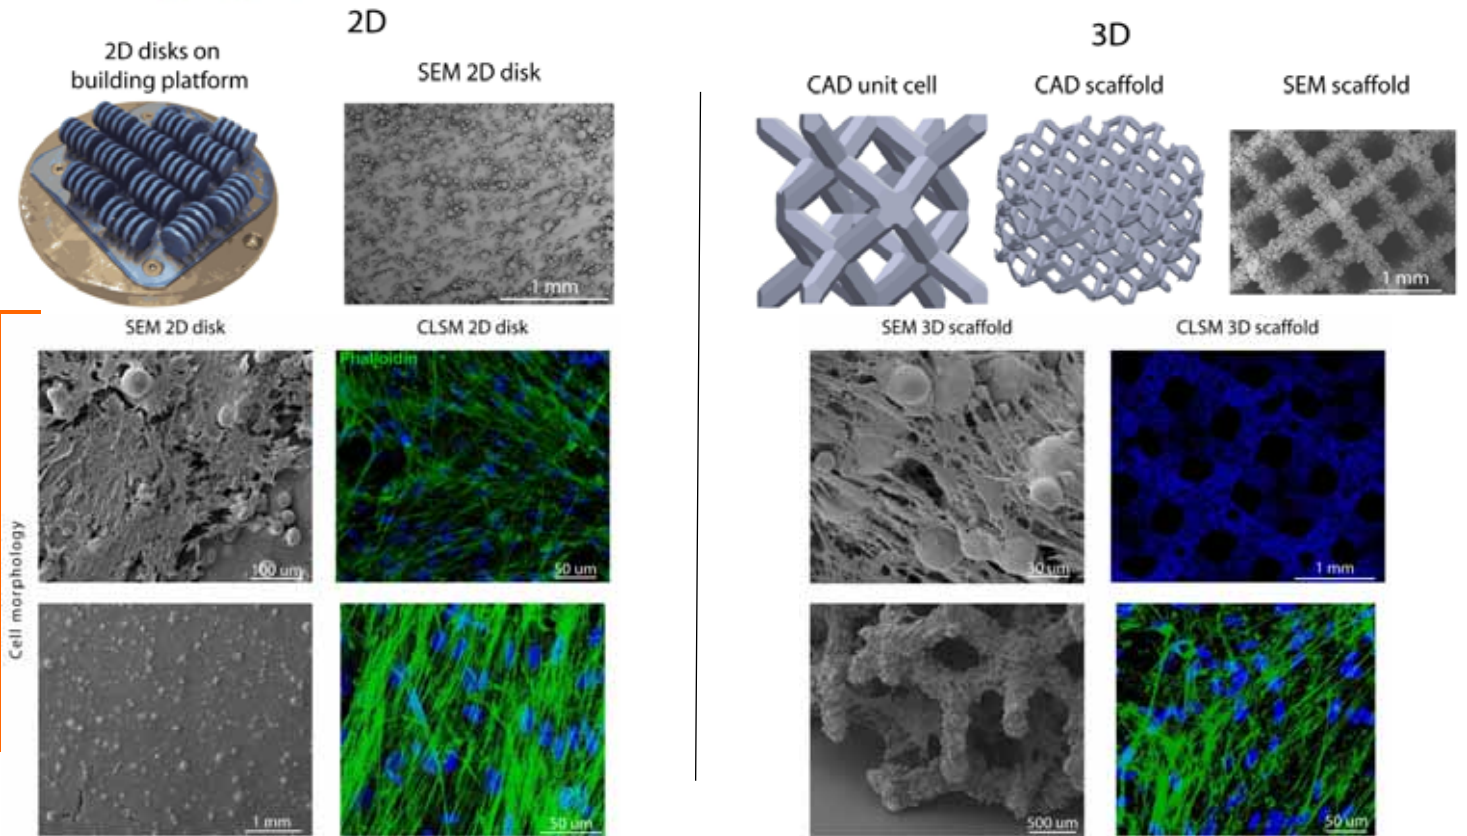 2D
3D
2D disks on
building platform
SEM 2D disk
CAD unit cell
CAD scaffold
SEM scaffold
1 mm
1 mm
SEM 2D disk
CLSM 2D disk
SEM 3D scaffold
CLSM 3D scaffold
Phalloidin
100 um
50 um
30 um
1 mm
Cell morphology
1 mm
50 um
500 um
50 um